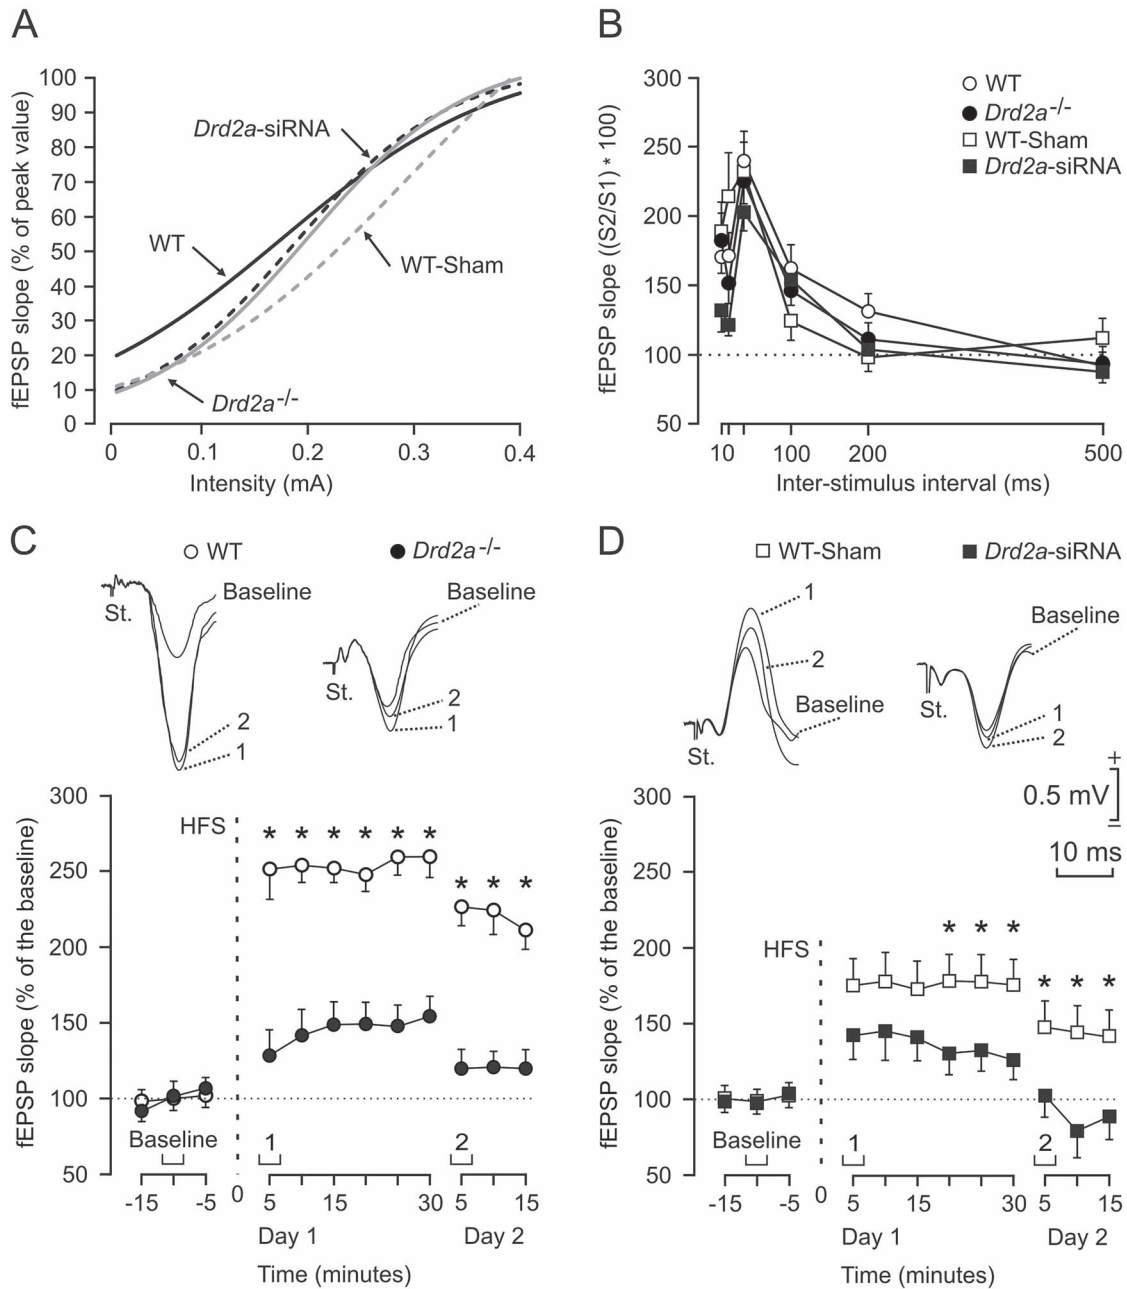 A
fEPSP slope (% of peak value)
100
90
80
70
60
50
40
30
20
10
0
Drd2a-siRNA
WT
WT-Sham
Drd2a-/-
0 0.1 0.2 0.3 0.4
Intensity (mA)
B
fEPSP slope ((S2/S1) * 100)
300
250
200
150
100
50
WT
Drd2a-/-
WT-Sham
Drd2a-siRNA
10 100 200 500
Inter-stimulus interval (ms)
C
WT Drd2a-/-
Baseline
St.
2
1
Baseline
St.
2
1
fEPSP slope (% of the baseline)
300
250
200
150
100
50
HFS
* * * * * *
* * *
Baseline
1
2
-15 -5 0 5 15 30 5 15
Day 1 Day 2
Time (minutes)
D
WT-Sham Drd2a-siRNA
1
2
Baseline
St.
Baseline
St.
1
2
+
0.5 mV
–
10 ms
fEPSP slope (% of the baseline)
300
250
200
150
100
50
HFS
* * *
* * *
Baseline
1
2
-15 -5 0 5 15 30 5 15
Day 1 Day 2
Time (minutes)